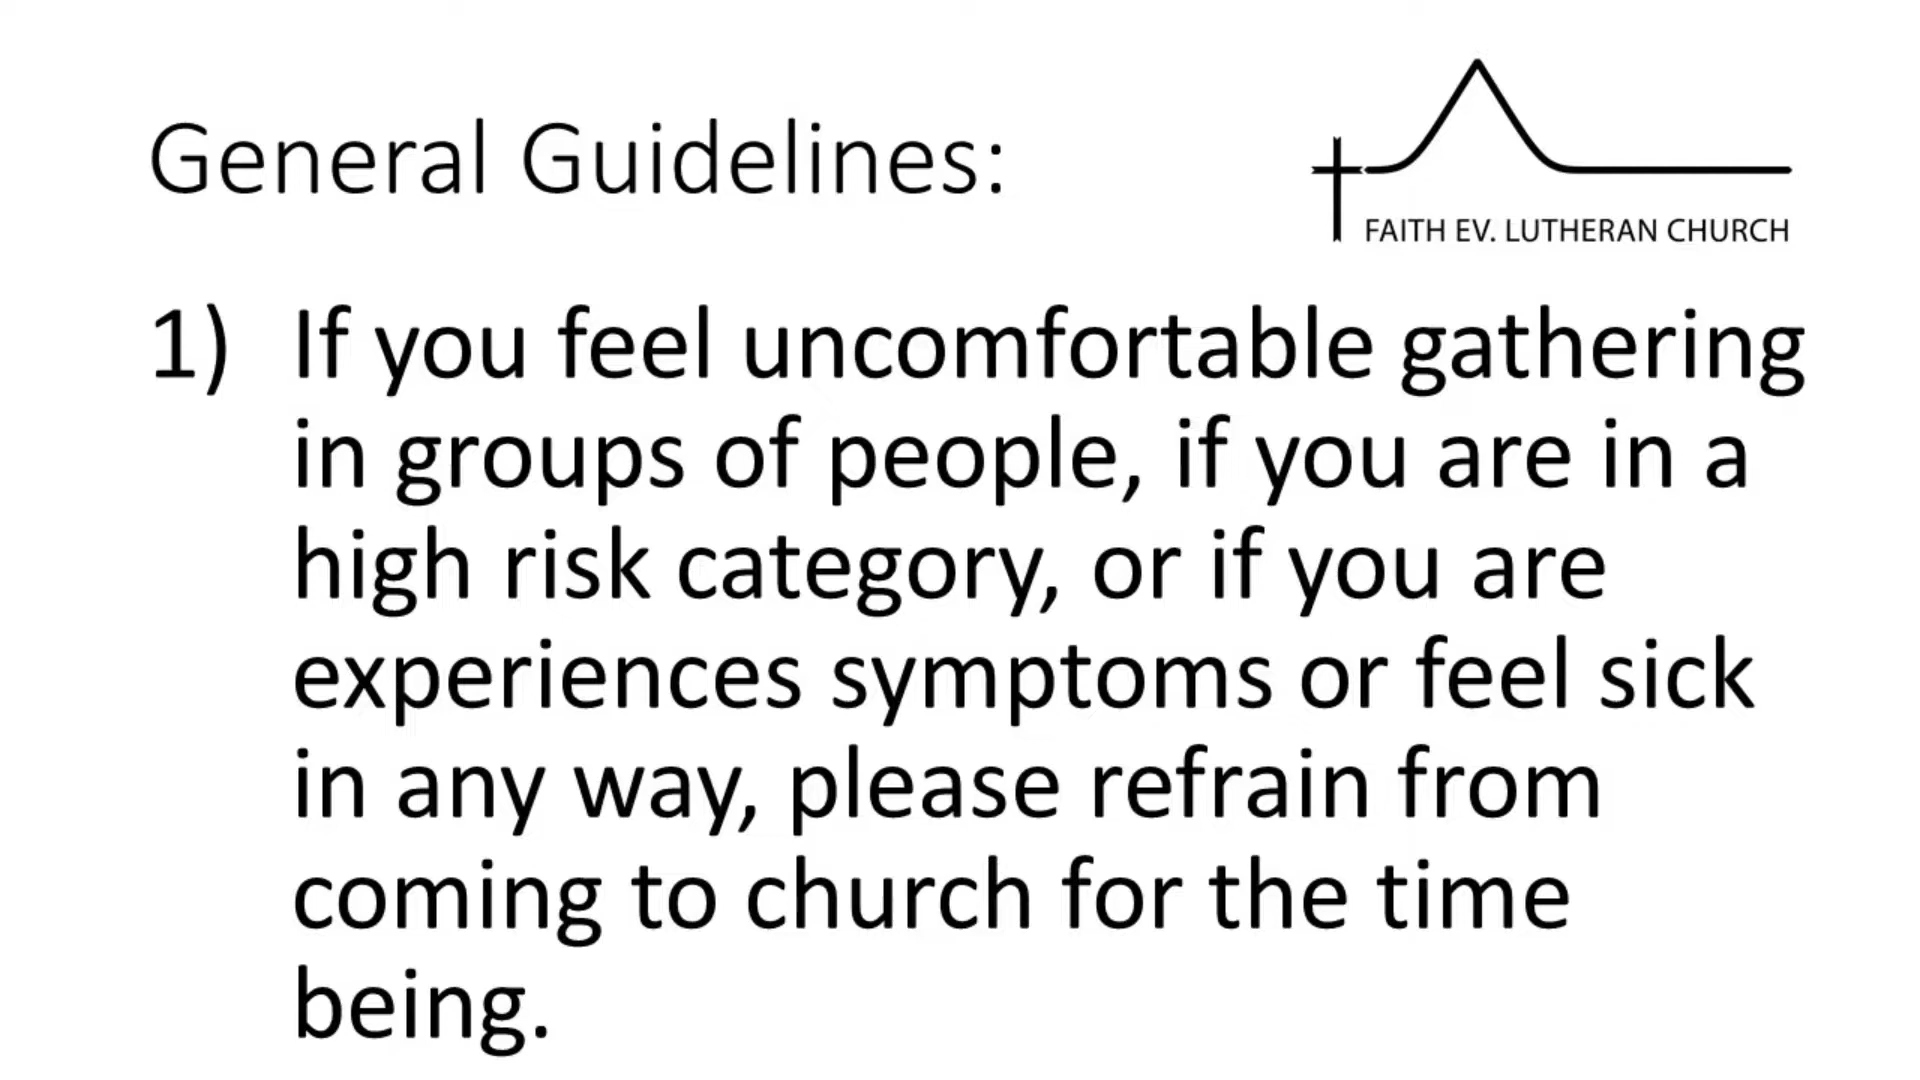 General Guidelines:
FAITH EV. LUTHERAN CHURCH
1) If you feel uncomfortable gathering
in groups of people, if you are in a
high risk category, or if you are
experiences symptoms or feel sick
in any way, please refrain from
coming to church for the time
being.